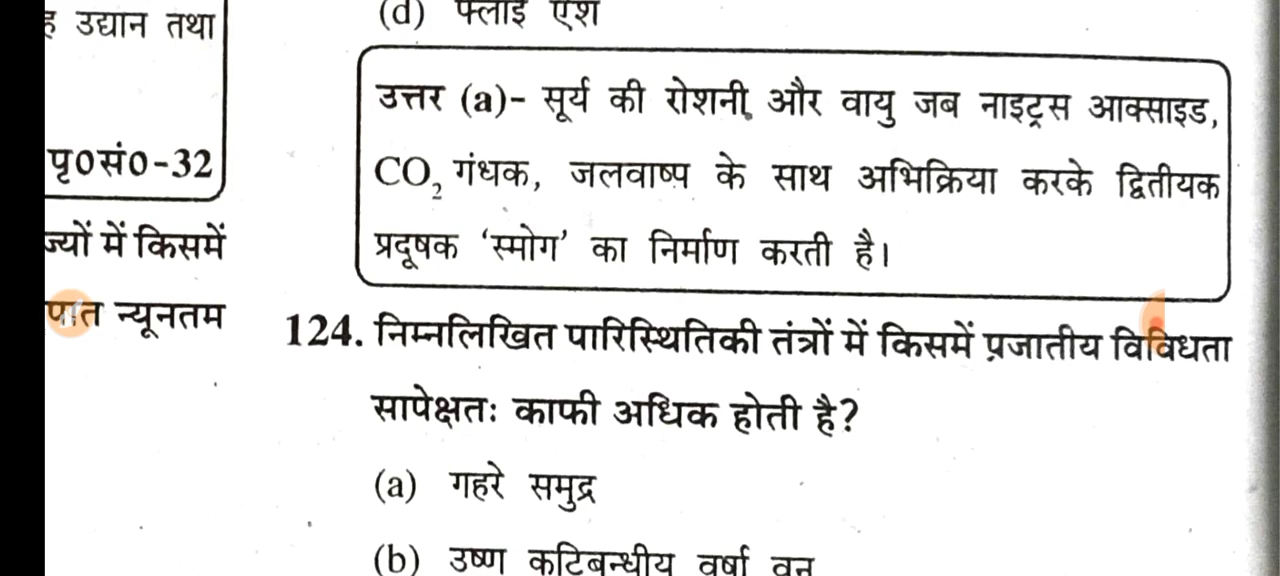 ह उद्यान तथा
पृ०सं०-32
ज्यों में किसमें
पात न्यूनतम
(d) फ्लाई एश
उत्तर (a)- सूर्य की रोशनी और वायु जब नाइट्रस आक्साइड,
CO₂ गंधक, जलवाष्प के साथ अभिक्रिया करके द्वितीयक
प्रदूषक ‘स्मोग’ का निर्माण करती है।
124. निम्नलिखित पारिस्थितिकी तंत्रों में किसमें प्रजातीय विविधता
सापेक्षतः काफी अधिक होती है?
(a) गहरे समुद्र
(b) उष्ण कटिबन्धीय वर्षा वन